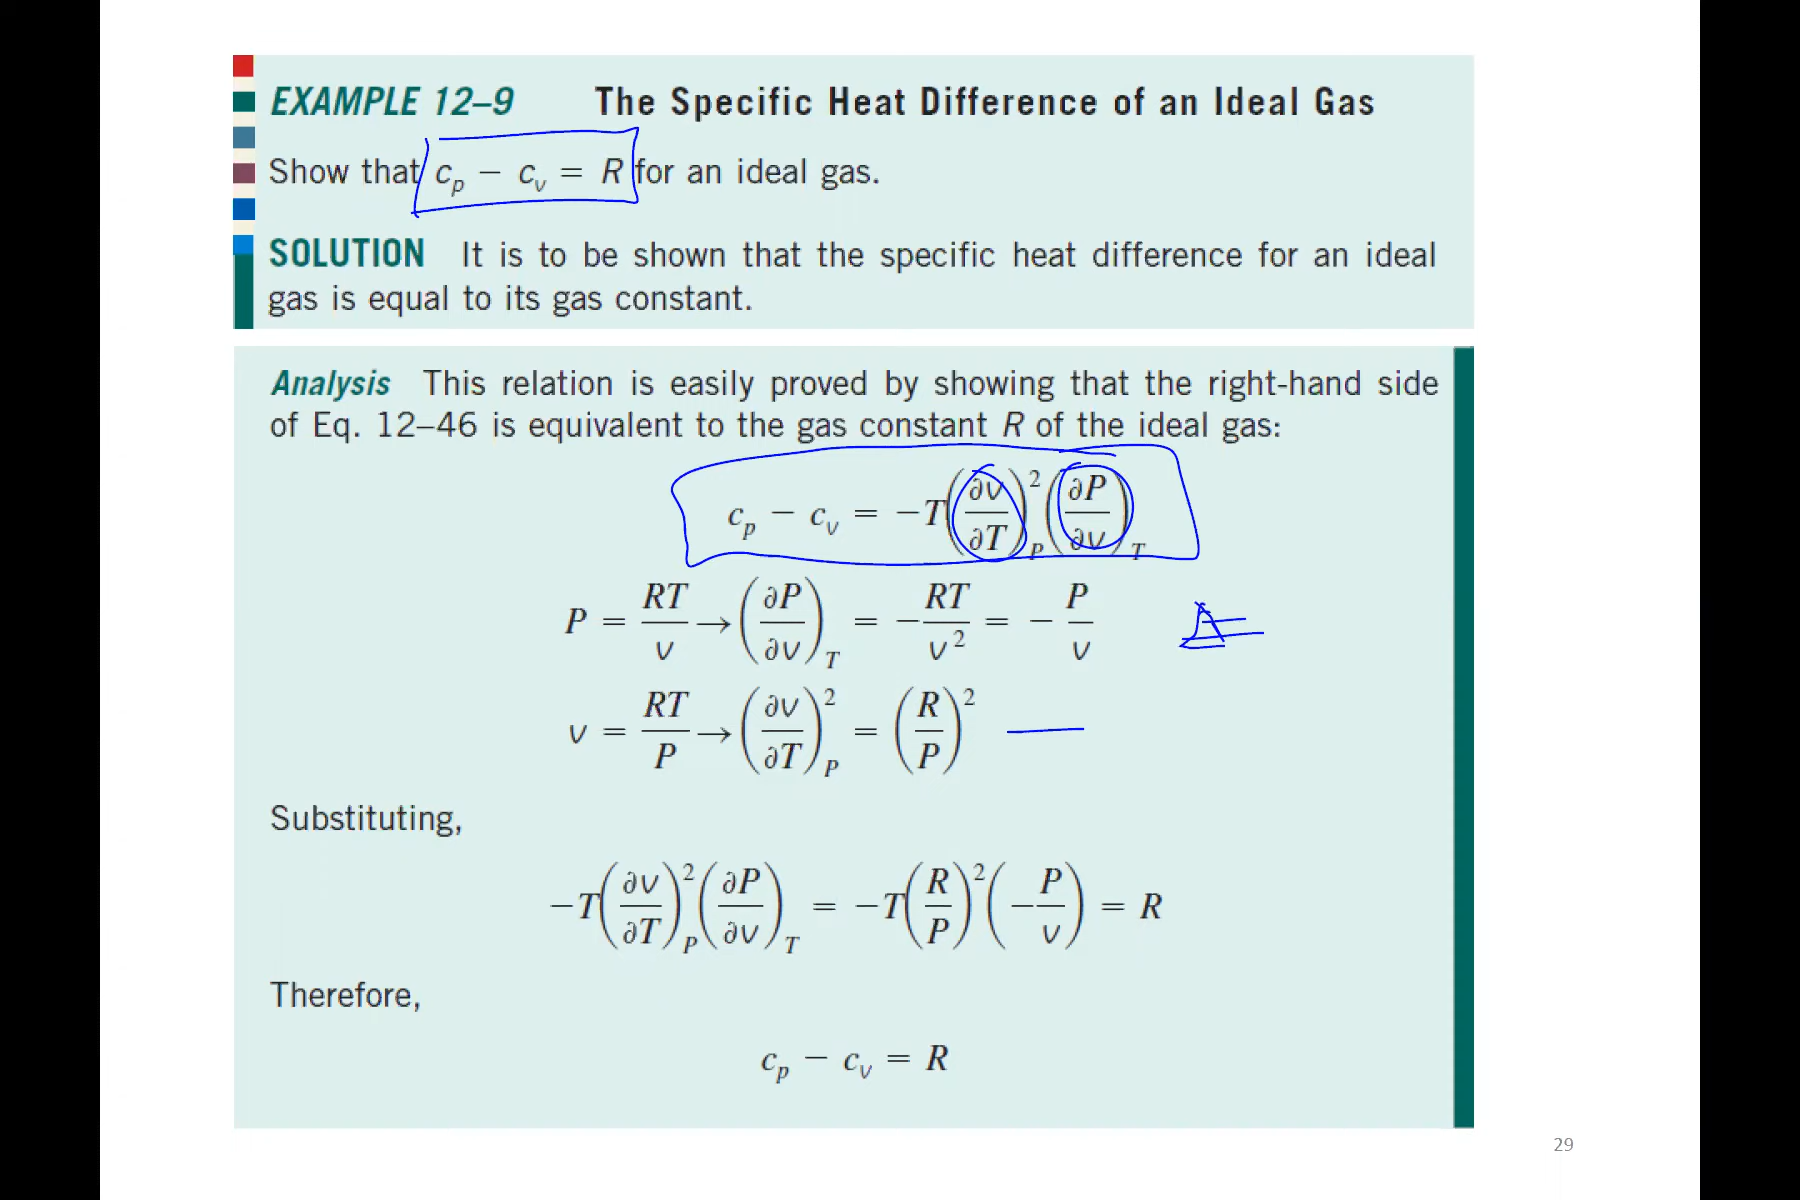 EXAMPLE 12–9 The Specific Heat Difference of an Ideal Gas
Show that c_p − c_v = R for an ideal gas.
SOLUTION It is to be shown that the specific heat difference for an ideal
gas is equal to its gas constant.
Analysis This relation is easily proved by showing that the right-hand side
of Eq. 12–46 is equivalent to the gas constant R of the ideal gas:
c_p − c_v = −T(∂v/∂T)_P^2 (∂P/∂v)_T
P = RT/v → (∂P/∂v)_T = −RT/v^2 = −P/v
v = RT/P → (∂v/∂T)_P^2 = (R/P)^2
Substituting,
−T(∂v/∂T)_P^2 (∂P/∂v)_T = −T(R/P)^2 (−P/v) = R
Therefore,
c_p − c_v = R
29